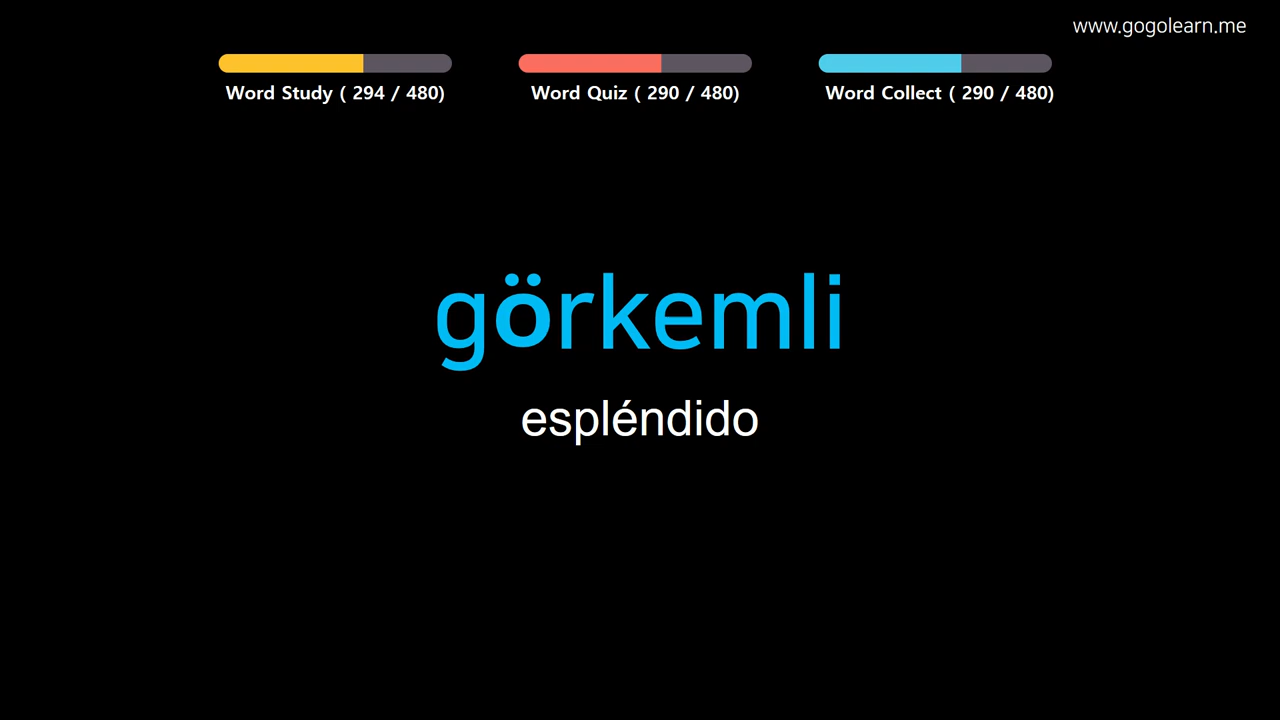 www.gogolearn.me
Word Study ( 294 / 480)
Word Quiz ( 290 / 480)
Word Collect ( 290 / 480)
görkemli
espléndido